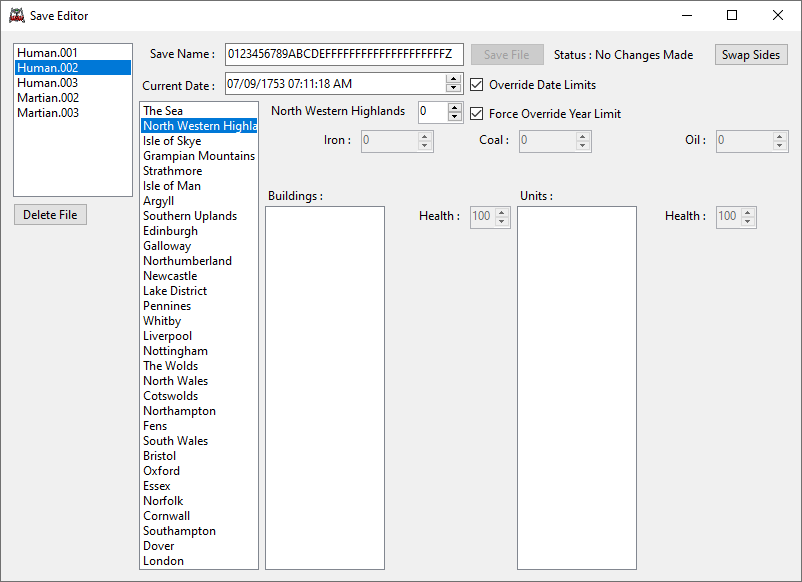 Save Editor
Human.001
Human.002
Human.003
Martian.002
Martian.003
Delete File
Save Name :
0123456789ABCDEFFFFFFFFFFFFFFFFFFFFFZ
Save File
Status : No Changes Made
Swap Sides
Current Date :
07/09/1753 07:11:18 AM
Override Date Limits
North Western Highlands
0
Force Override Year Limit
Iron :
0
Coal :
0
Oil :
0
The Sea
North Western Highla
Isle of Skye
Grampian Mountains
Strathmore
Isle of Man
Argyll
Southern Uplands
Edinburgh
Galloway
Northumberland
Newcastle
Lake District
Pennines
Whitby
Liverpool
Nottingham
The Wolds
North Wales
Cotswolds
Northampton
Fens
South Wales
Bristol
Oxford
Essex
Norfolk
Cornwall
Southampton
Dover
London
Buildings :
Health :
100
Units :
Health :
100